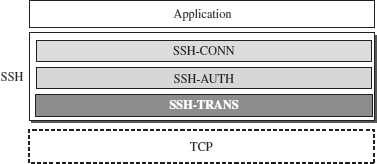 Application
SSH-CONN
SSH
SSH-AUTH
SSH-TRANS
TCP